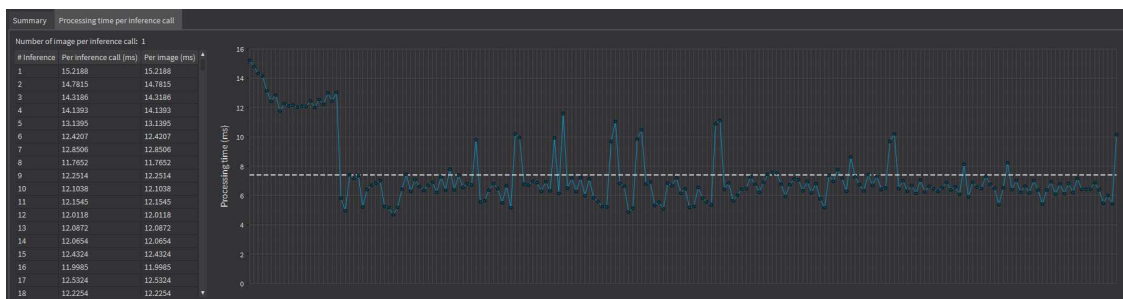 Summary Processing time per inference call
Number of image per inference call: 1
# Inference Per inference call (ms) Per image (ms)
1 15.2188 15.2188
2 14.7815 14.7815
3 14.3186 14.3186
4 14.1393 14.1393
5 13.1395 13.1395
6 12.4207 12.4207
7 12.8506 12.8506
8 11.7652 11.7652
9 12.2514 12.2514
10 12.1038 12.1038
11 12.1545 12.1545
12 12.0118 12.0118
13 12.0872 12.0872
14 12.0654 12.0654
15 12.4324 12.4324
16 11.9985 11.9985
17 12.5324 12.5324
18 12.2254 12.2254
Processing time (ms)
16
14
12
10
8
6
4
2
0